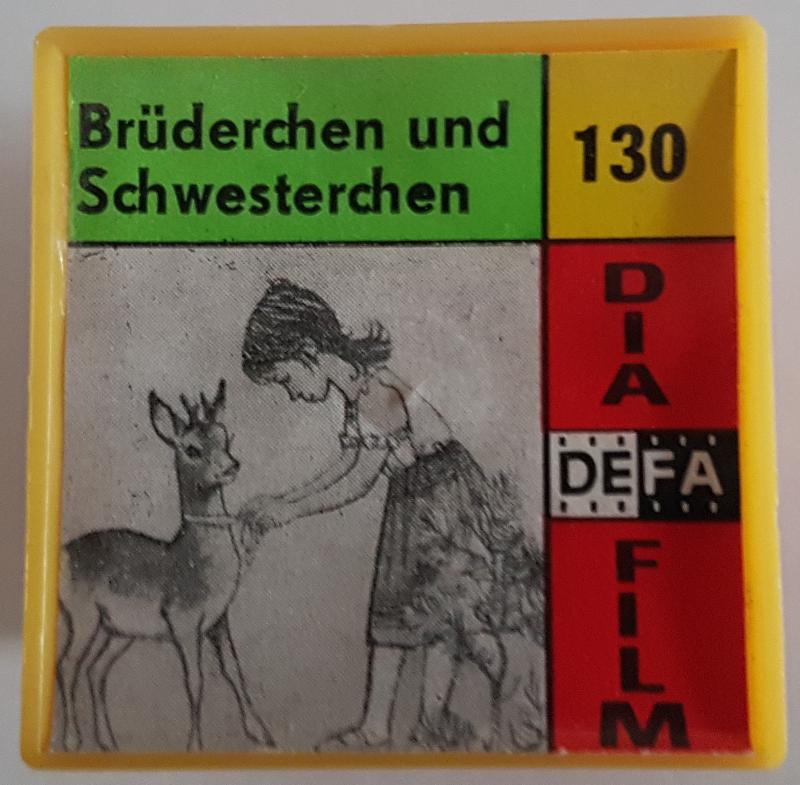 Brüderchen und
Schwesterchen
130
DIA
DEFA
FILM